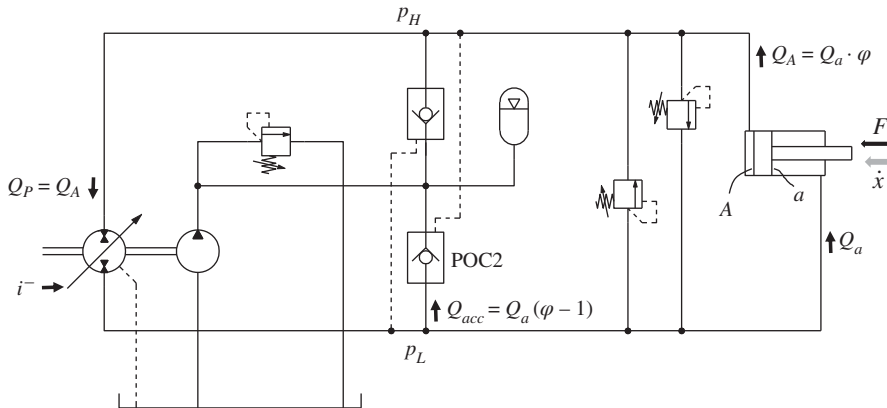 p_H
Q_A = Q_a · φ
F
ẋ
A
a
Q_P = Q_A
POC2
Q_a
i⁻
Q_acc = Q_a (φ − 1)
p_L